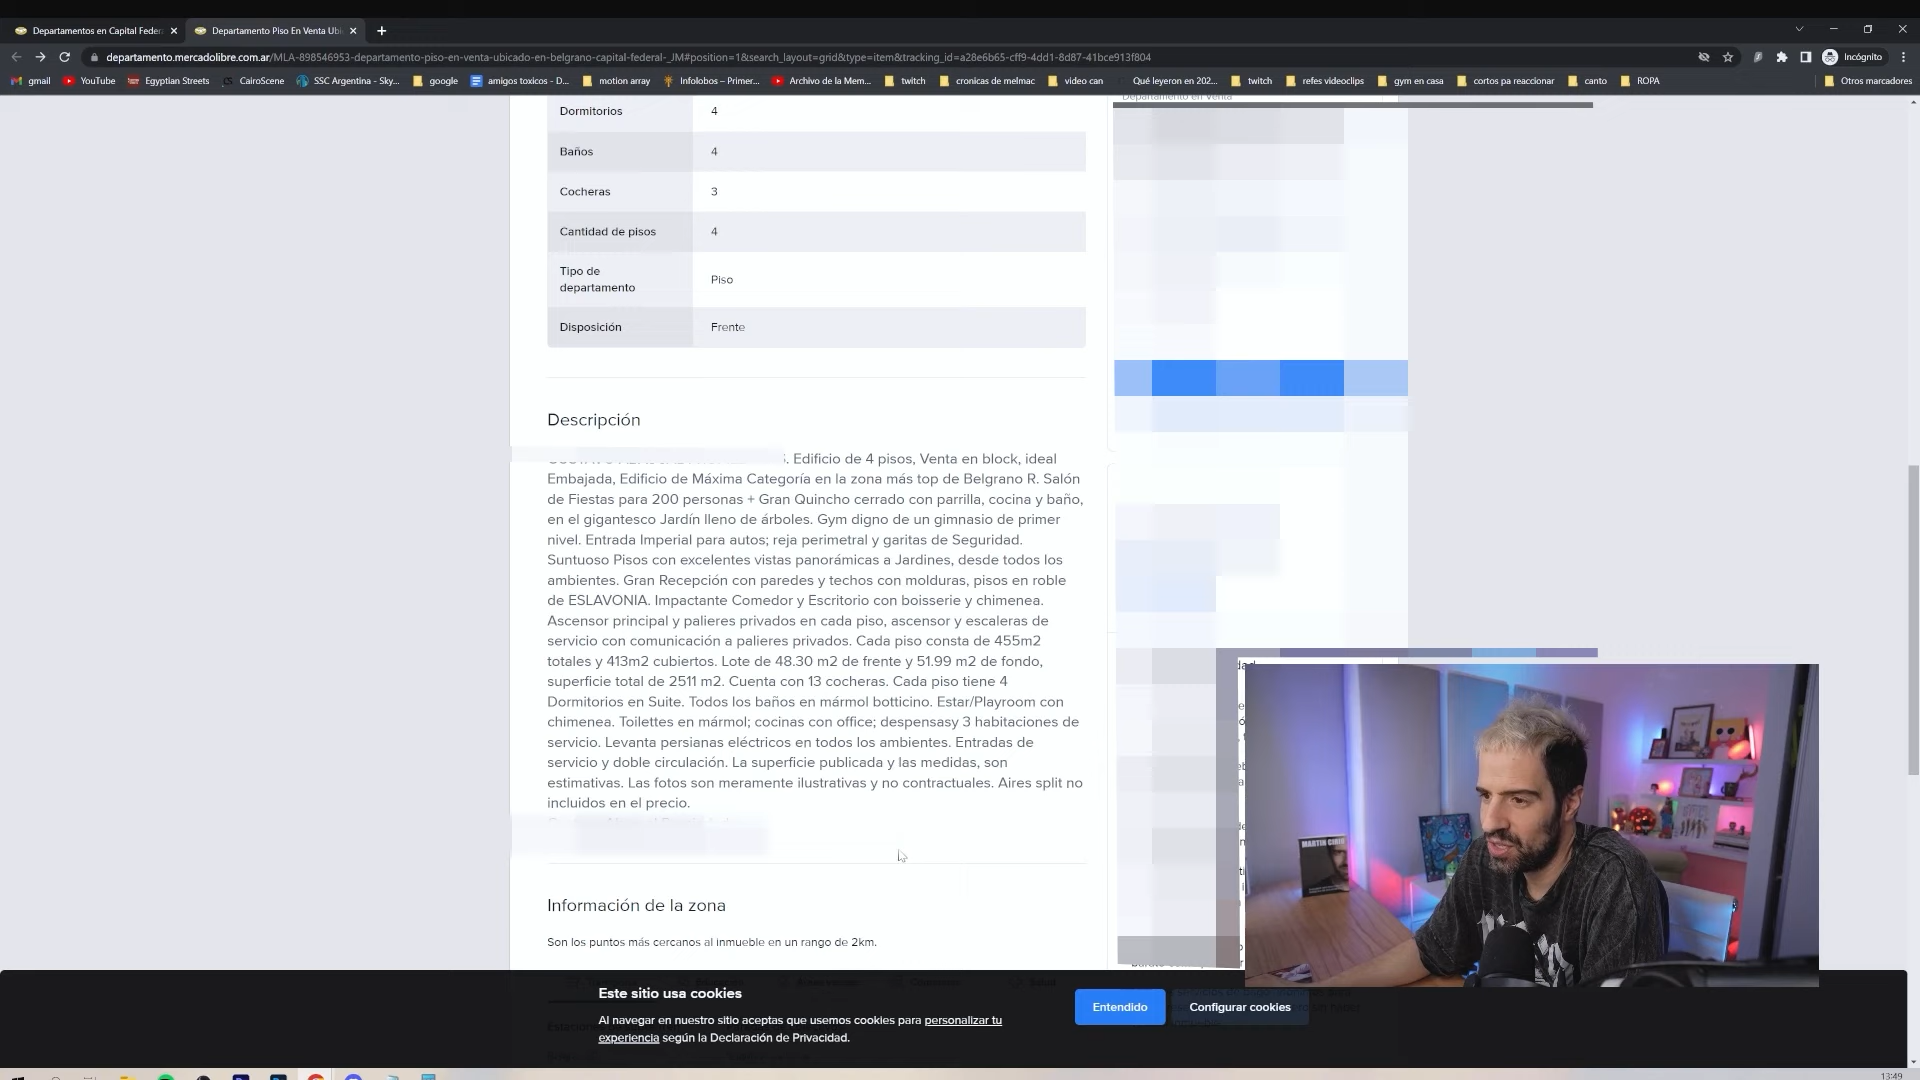 Departamentos en Capital Feder
Departamento Piso En Venta Ubi
departamento.mercadolibre.com.ar/MLA-898546953-departamento-piso-en-venta-ubicado-en-belgrano-capital-federal-_JM#position=1&search_layout=grid&type=item&tracking_id=a28e6b65-cff9-4dd1-8d87-41bce913f804
Incógnito
gmail
YouTube
Egyptian Streets
CairoScene
SSC Argentina - Sky...
google
amigos toxicos - D...
motion array
Infolobos – Primer...
Archivo de la Mem...
twitch
cronicas de melmac
video can
Qué leyeron en 202...
twitch
refes videoclips
gym en casa
cortos pa reaccionar
canto
ROPA
Otros marcadores
Departamento en Venta
Dormitorios 4
Baños 4
Cocheras 3
Cantidad de pisos 4
Tipo de
departamento
Piso
Disposición Frente
Descripción
. Edificio de 4 pisos, Venta en block, ideal
Embajada, Edificio de Máxima Categoría en la zona más top de Belgrano R. Salón
de Fiestas para 200 personas + Gran Quincho cerrado con parrilla, cocina y baño,
en el gigantesco Jardín lleno de árboles. Gym digno de un gimnasio de primer
nivel. Entrada Imperial para autos; reja perimetral y garitas de Seguridad.
Suntuoso Pisos con excelentes vistas panorámicas a Jardines, desde todos los
ambientes. Gran Recepción con paredes y techos con molduras, pisos en roble
de ESLAVONIA. Impactante Comedor y Escritorio con boisserie y chimenea.
Ascensor principal y palieres privados en cada piso, ascensor y escaleras de
servicio con comunicación a palieres privados. Cada piso consta de 455m2
totales y 413m2 cubiertos. Lote de 48.30 m2 de frente y 51.99 m2 de fondo,
superficie total de 2511 m2. Cuenta con 13 cocheras. Cada piso tiene 4
Dormitorios en Suite. Todos los baños en mármol botticino. Estar/Playroom con
chimenea. Toilettes en mármol; cocinas con office; despensasy 3 habitaciones de
servicio. Levanta persianas eléctricos en todos los ambientes. Entradas de
servicio y doble circulación. La superficie publicada y las medidas, son
estimativas. Las fotos son meramente ilustrativas y no contractuales. Aires split no
incluidos en el precio.
MARTIN CIRIO
Información de la zona
Son los puntos más cercanos al inmueble en un rango de 2km.
Este sitio usa cookies
Al navegar en nuestro sitio aceptas que usemos cookies para personalizar tu
experiencia según la Declaración de Privacidad.
Entendido
Configurar cookies
13:49